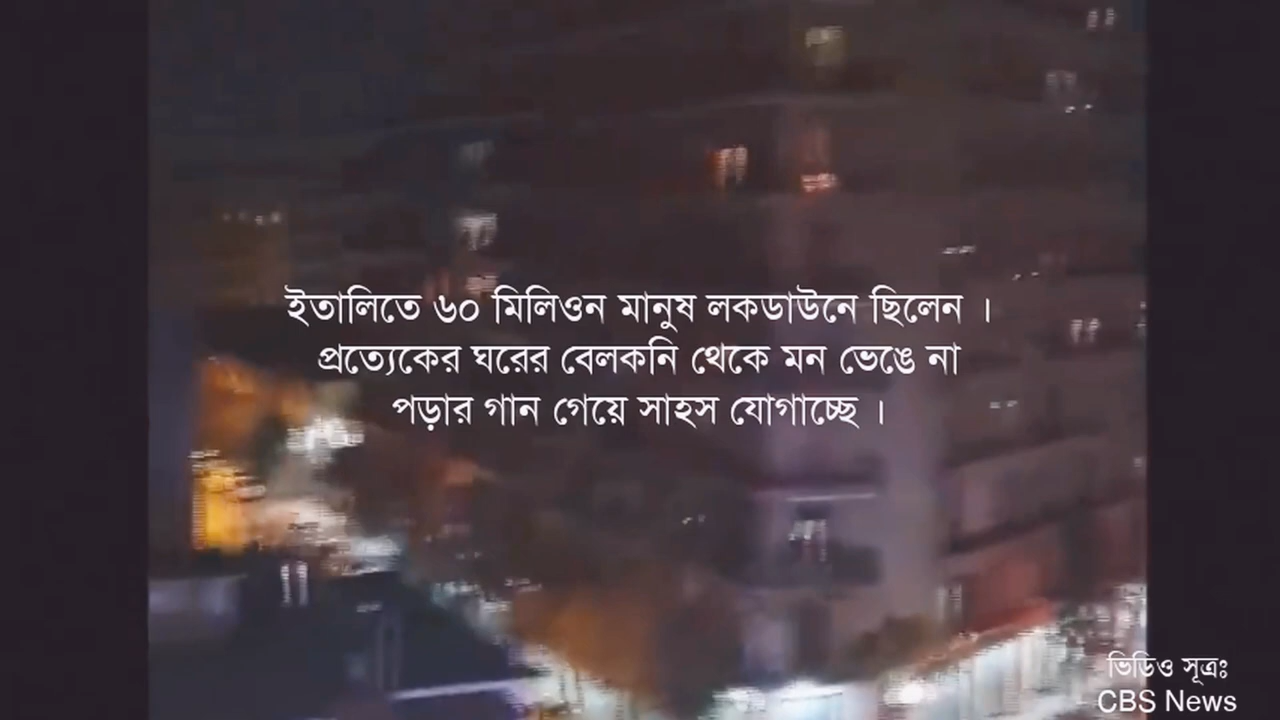 ইতালিতে ৬০ মিলিওন মানুষ লকডাউনে ছিলেন ।
প্রত্যেকের ঘরের বেলকনি থেকে মন ভেঙে না
পড়ার গান গেয়ে সাহস যোগাচ্ছে ।
ভিডিও সূত্রঃ
CBS News